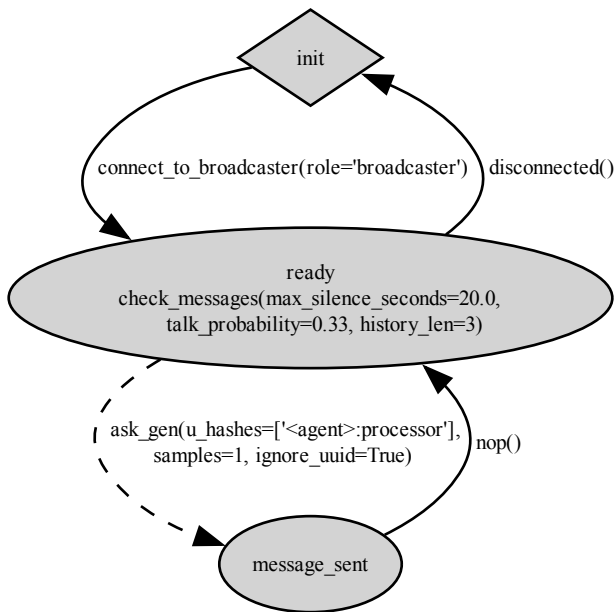 init
connect_to_broadcaster(role='broadcaster')
disconnected()
ready
check_messages(max_silence_seconds=20.0,
talk_probability=0.33, history_len=3)
ask_gen(u_hashes=['<agent>:processor'],
samples=1, ignore_uuid=True)
nop()
message_sent